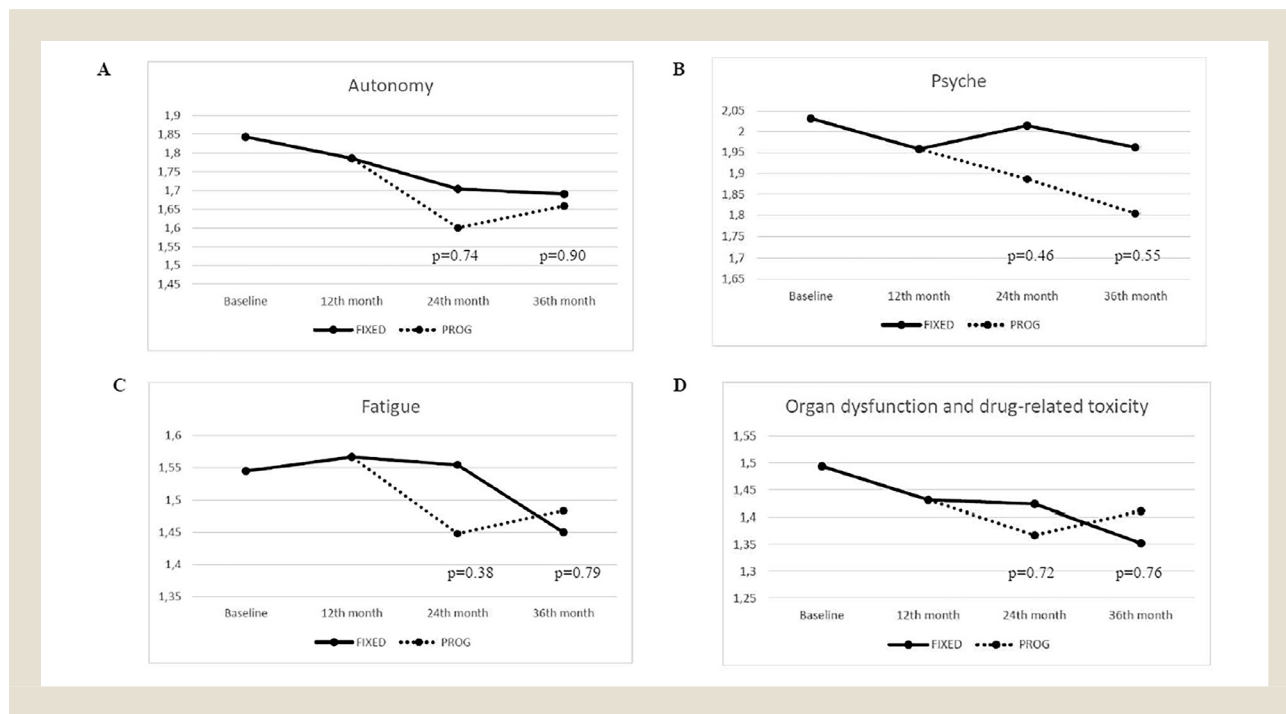 A
Autonomy
1,9
1,85
1,8
1,75
1,7
1,65
1,6
1,55
1,5
1,45
p=0.74 p=0.90
Baseline 12th month 24th month 36th month
FIXED PROG
B
Psyche
2,05
2
1,95
1,9
1,85
1,8
1,75
1,7
1,65
p=0.46 p=0.55
Baseline 12th month 24th month 36th month
FIXED PROG
C
Fatigue
1,6
1,55
1,5
1,45
1,4
1,35
p=0.38 p=0.79
Baseline 12th month 24th month 36th month
FIXED PROG
D
Organ dysfunction and drug-related toxicity
1,55
1,5
1,45
1,4
1,35
1,3
1,25
p=0.72 p=0.76
Baseline 12th month 24th month 36th month
FIXED PROG